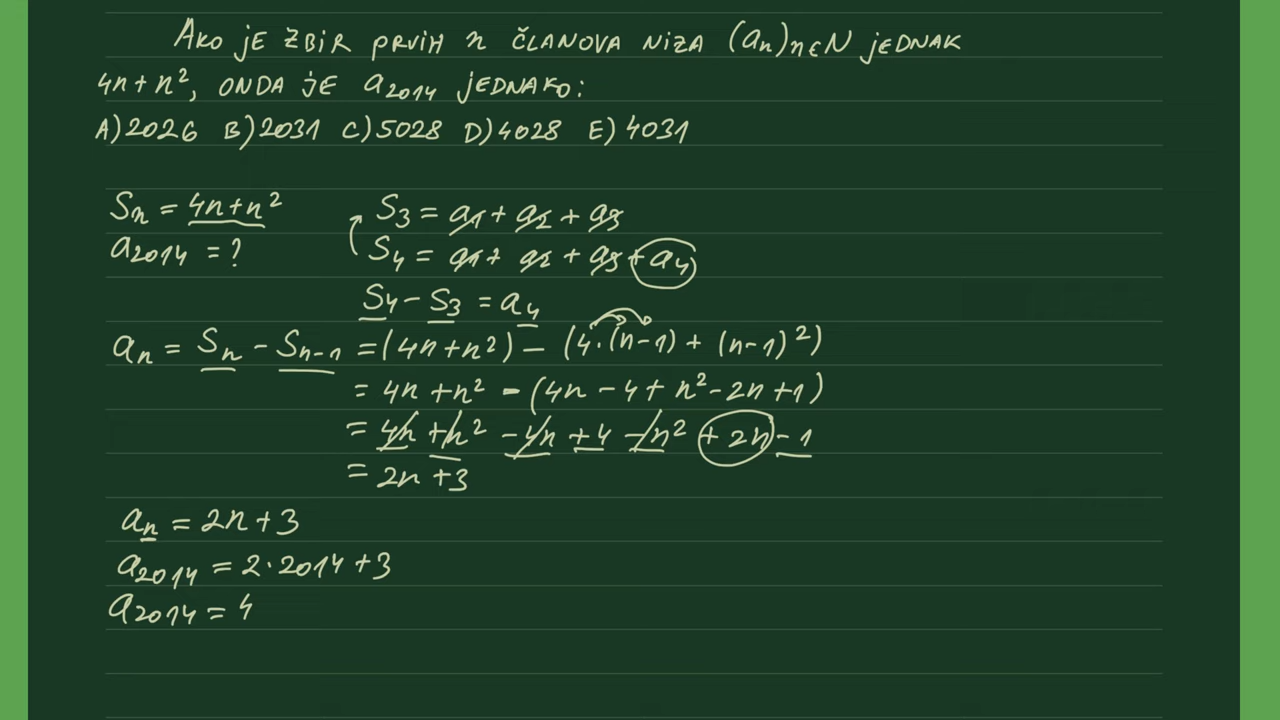 Ako je zbir prvih n članova niza (aₙ)n∈N jednak
4n+n², onda je a₂₀₁₄ jednako:
A) 2026 B) 2031 C) 5028 D) 4028 E) 4031
Sₙ = 4n+n² S₃ = a₁ + a₂ + a₃
a₂₀₁₄ = ? S₄ = a₁ + a₂ + a₃ + a₄
S₄ - S₃ = a₄
aₙ = Sₙ - Sₙ₋₁ = (4n+n²) - (4·(n-1) + (n-1)²)
= 4n+n² - (4n-4+n²-2n+1)
= 4n+n² -4n+4-n²+2n-1
= 2n+3
aₙ = 2n+3
a₂₀₁₄ = 2·2014+3
a₂₀₁₄ = 4